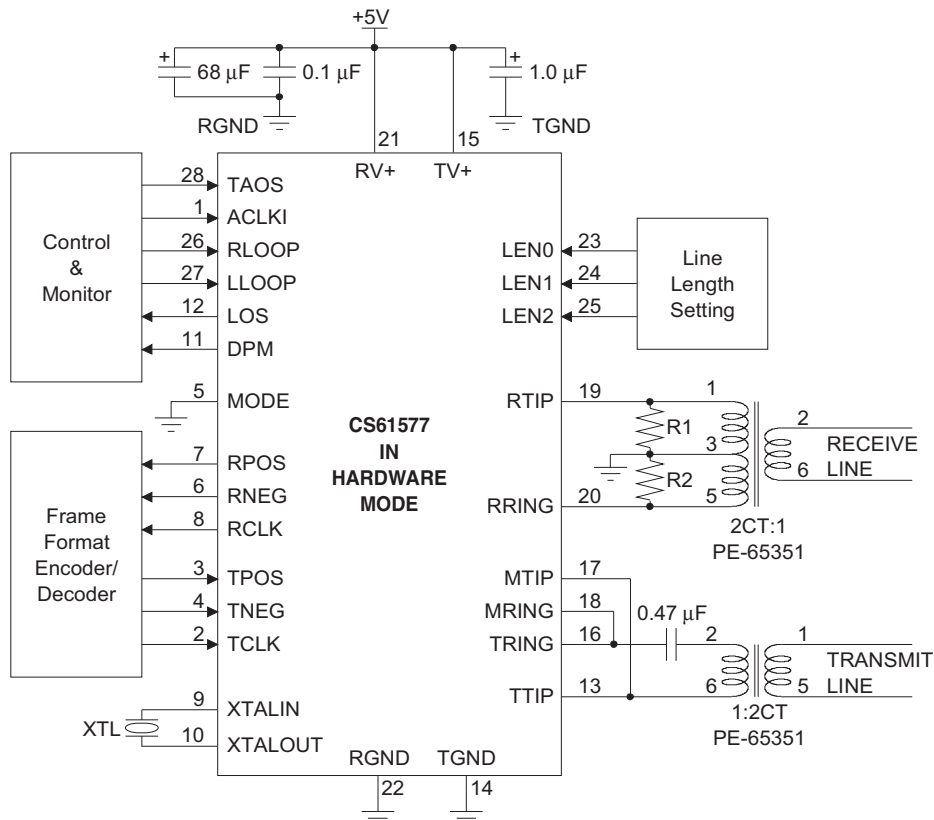 +5V
+
68 μF
0.1 μF
+
1.0 μF
RGND
TGND
21
15
RV+
TV+
Control
&
Monitor
28
TAOS
1
ACLKI
26
RLOOP
27
LLOOP
12
LOS
11
DPM
5
MODE
LEN0
23
LEN1
24
LEN2
25
Line
Length
Setting
CS61577
IN
HARDWARE
MODE
Frame
Format
Encoder/
Decoder
7
RPOS
6
RNEG
8
RCLK
3
TPOS
4
TNEG
2
TCLK
9
XTALIN
XTL
10
XTALOUT
RTIP
19
1
R1
3
R2
RRING
20
5
2
RECEIVE
6
LINE
2CT:1
PE-65351
MTIP
17
MRING
18
0.47 μF
TRING
16
2
TTIP
13
6
1
TRANSMIT
5
LINE
1:2CT
PE-65351
RGND
TGND
22
14